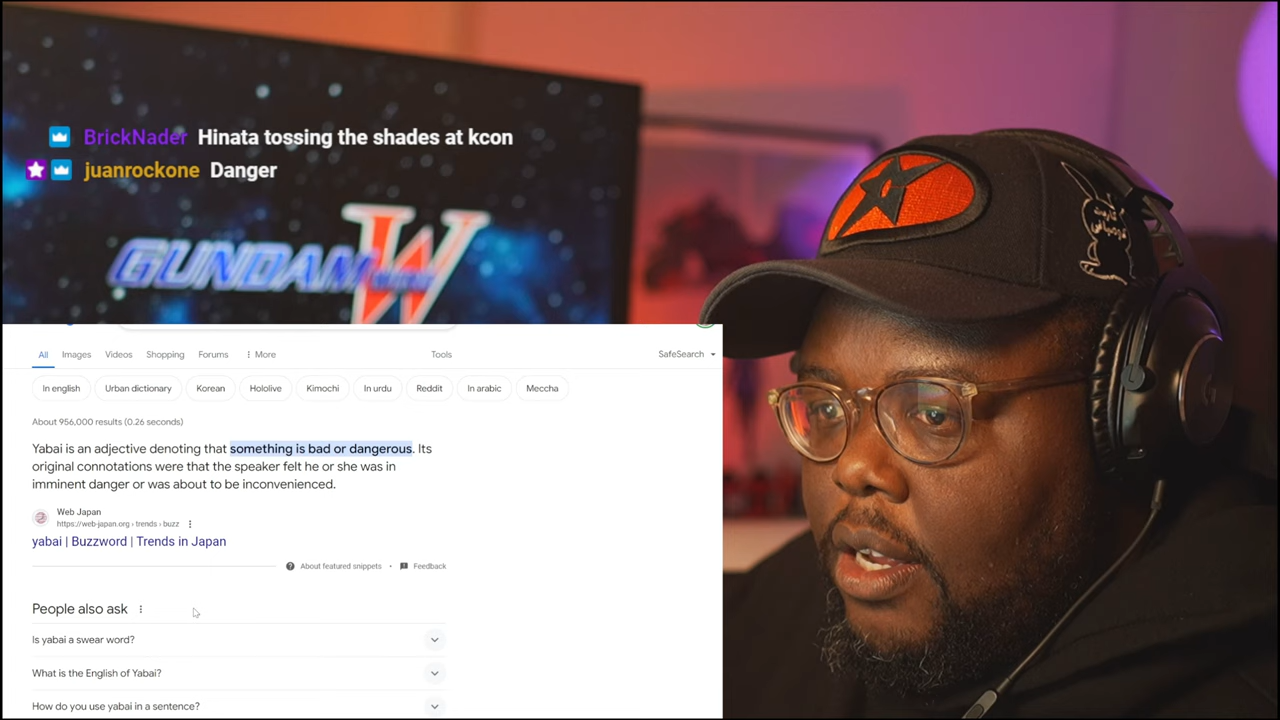 BrickNader Hinata tossing the shades at kcon
juanrockone Danger
GUNDAM W
All Images Videos Shopping Forums More Tools SafeSearch
In english Urban dictionary Korean Hololive Kimochi In urdu Reddit In arabic Meccha
About 956,000 results (0.26 seconds)
Yabai is an adjective denoting that something is bad or dangerous. Its
original connotations were that the speaker felt he or she was in
imminent danger or was about to be inconvenienced.
Web Japan
https://web-japan.org › trends › buzz
yabai | Buzzword | Trends in Japan
About featured snippets • Feedback
People also ask
Is yabai a swear word?
What is the English of Yabai?
How do you use yabai in a sentence?